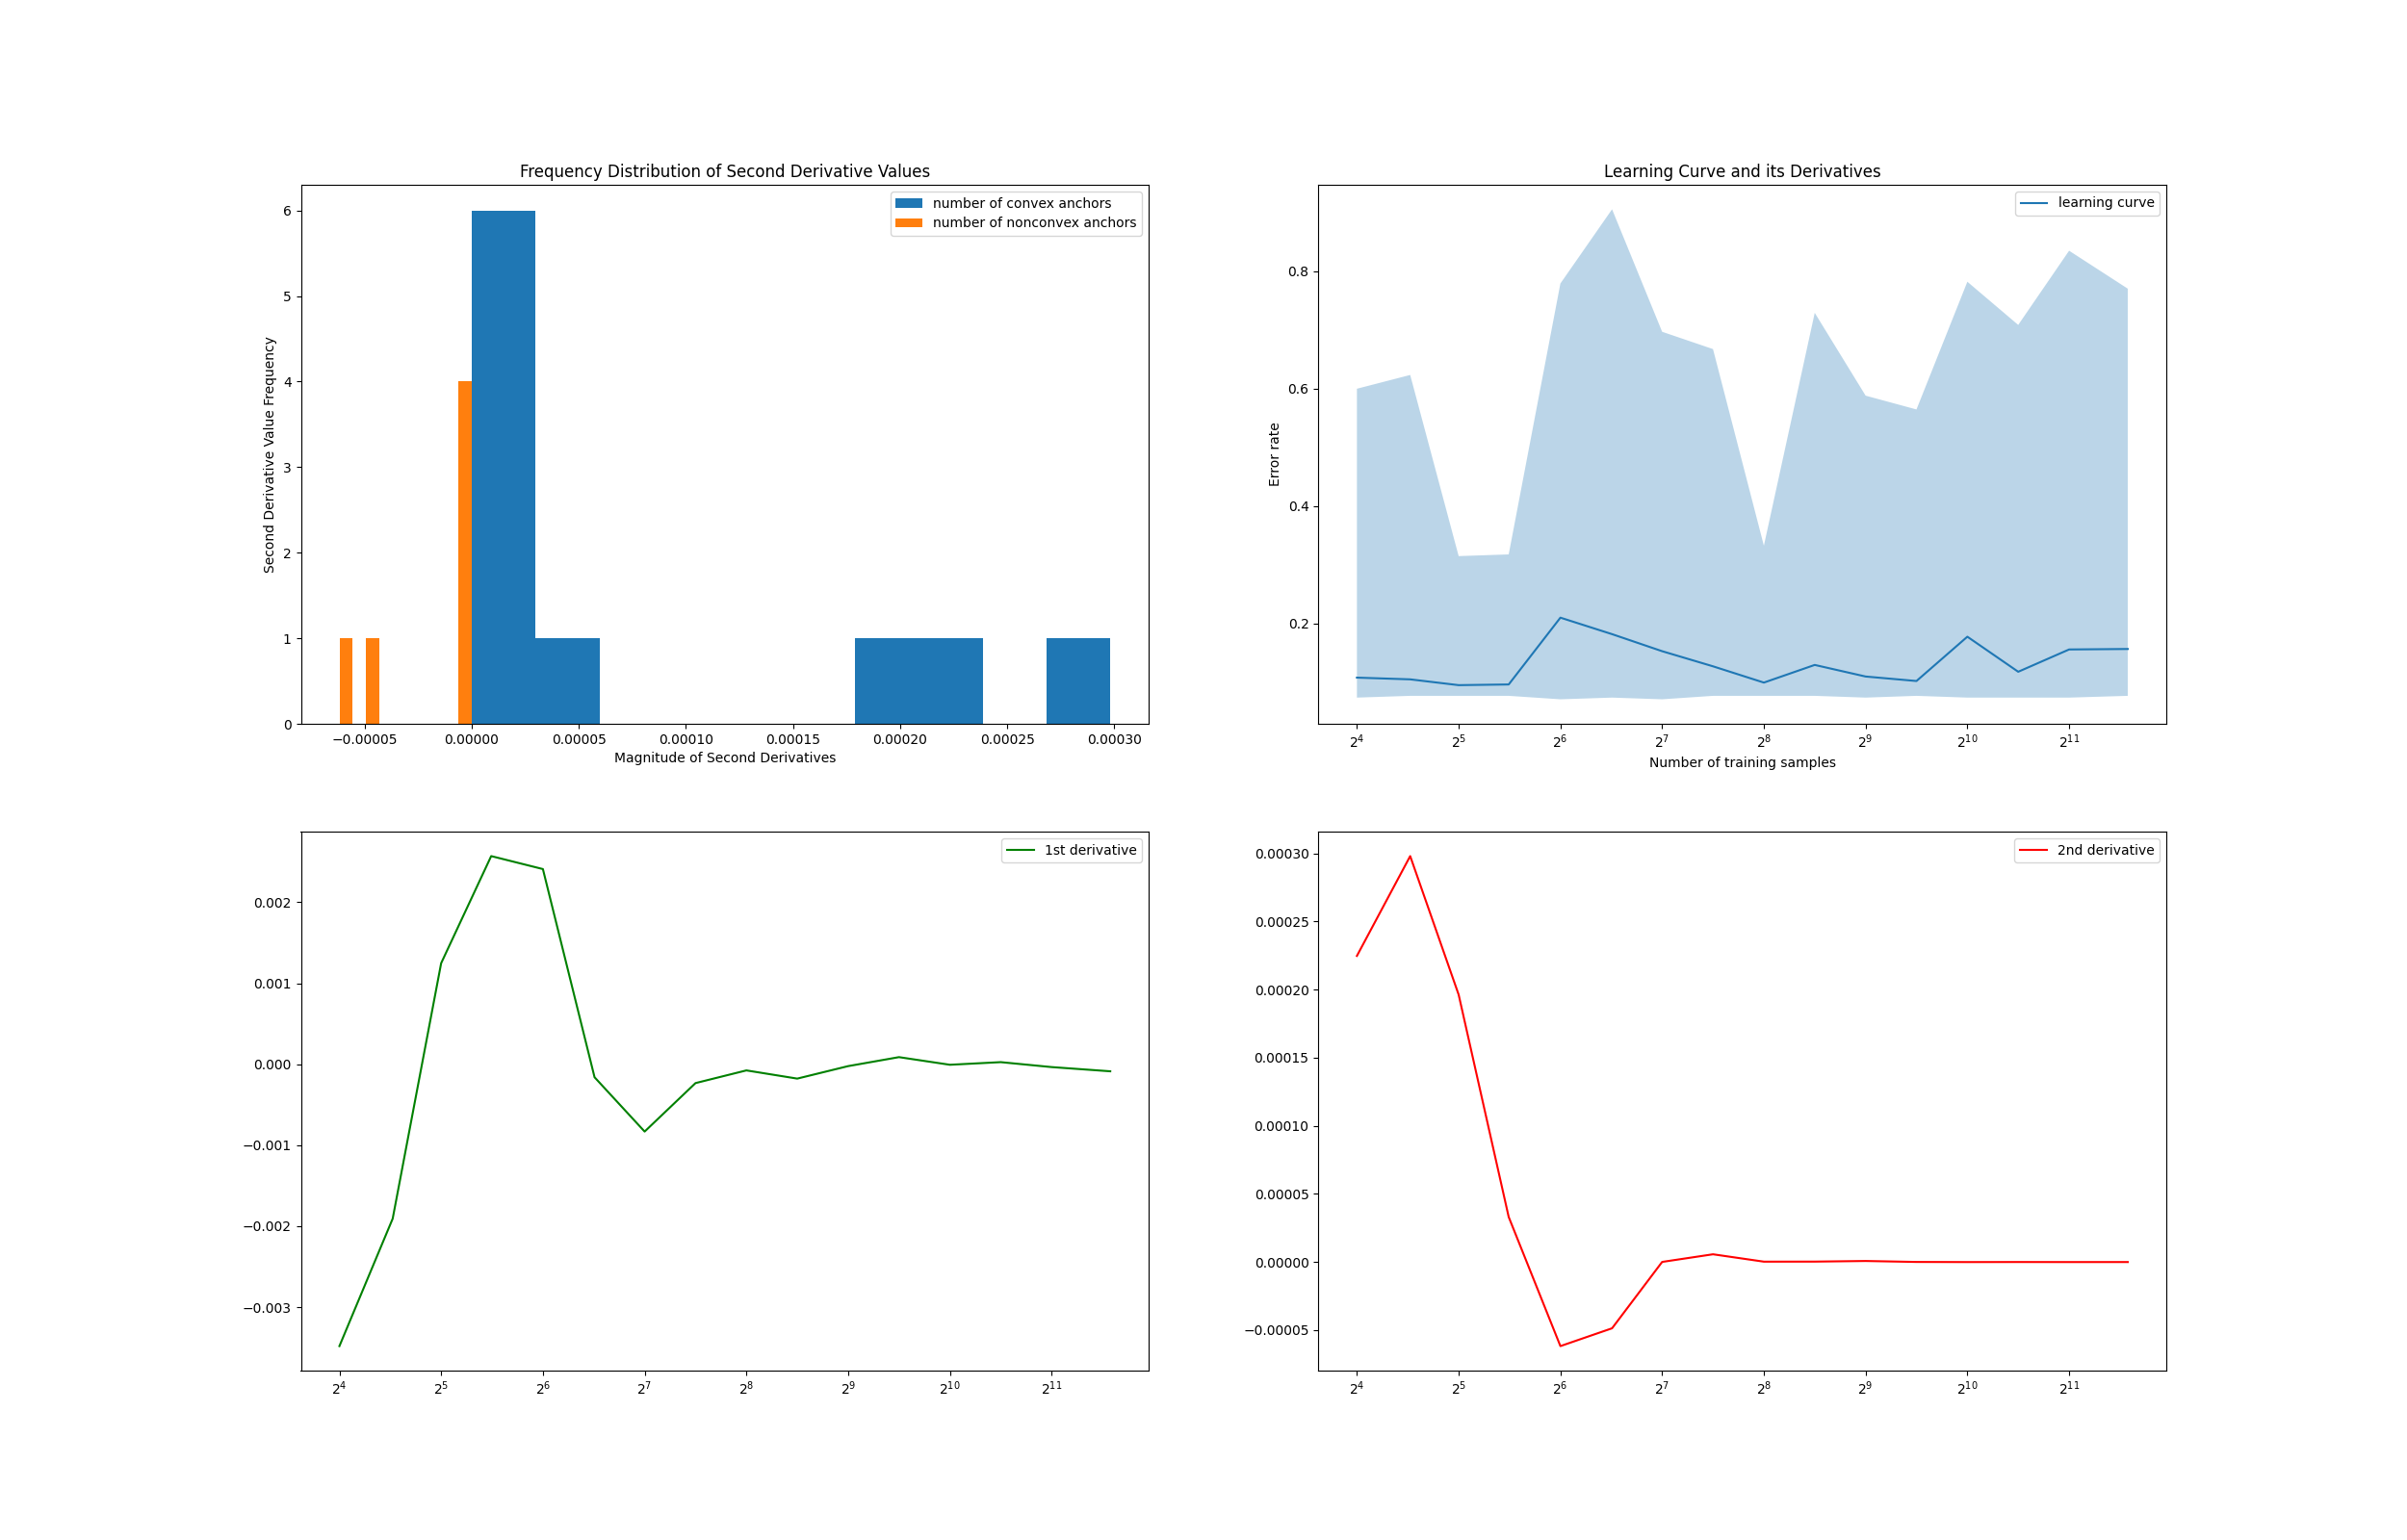 Frequency Distribution of Second Derivative Values
number of convex anchors
number of nonconvex anchors
Second Derivative Value Frequency
6
5
4
3
2
1
0
−0.00005 0.00000 0.00005 0.00010 0.00015 0.00020 0.00025 0.00030
Magnitude of Second Derivatives
Learning Curve and its Derivatives
learning curve
Error rate
0.8
0.6
0.4
0.2
2⁴ 2⁵ 2⁶ 2⁷ 2⁸ 2⁹ 2¹⁰ 2¹¹
Number of training samples
1st derivative
0.002
0.001
0.000
−0.001
−0.002
−0.003
2⁴ 2⁵ 2⁶ 2⁷ 2⁸ 2⁹ 2¹⁰ 2¹¹
2nd derivative
0.00030
0.00025
0.00020
0.00015
0.00010
0.00005
0.00000
−0.00005
2⁴ 2⁵ 2⁶ 2⁷ 2⁸ 2⁹ 2¹⁰ 2¹¹